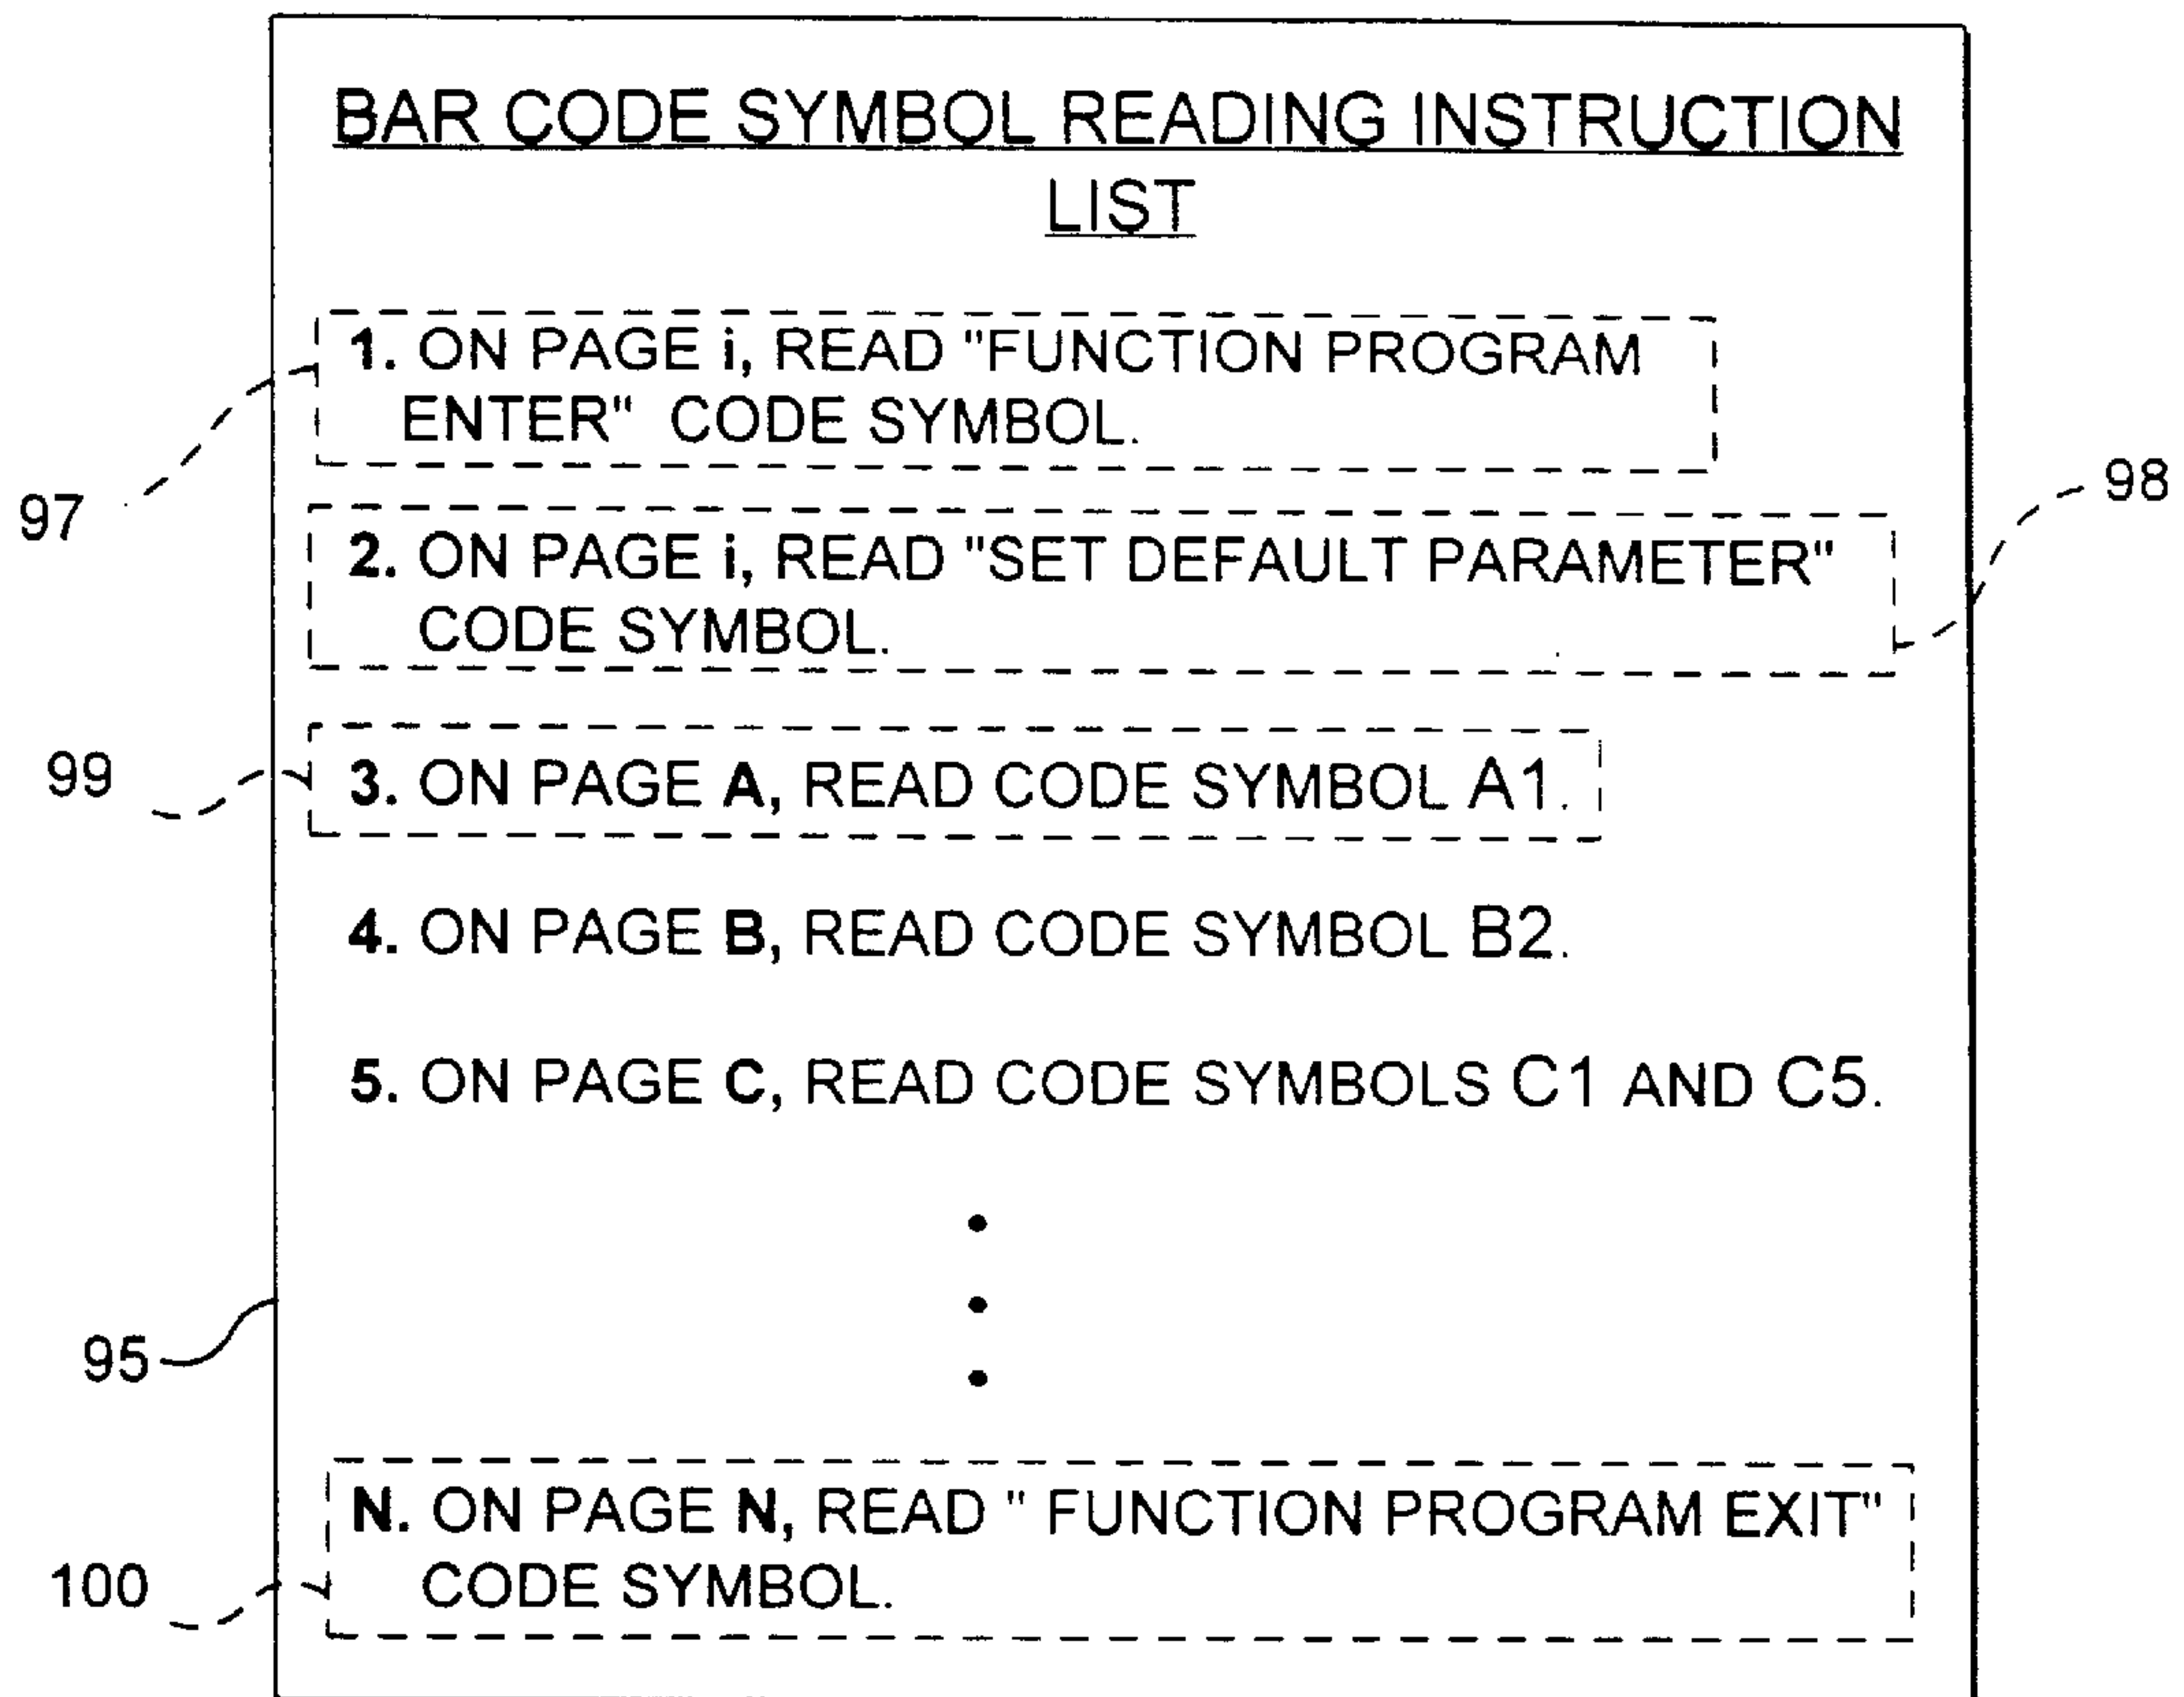 BAR CODE SYMBOL READING INSTRUCTION
LIST
1. ON PAGE i, READ "FUNCTION PROGRAM
ENTER" CODE SYMBOL.
97
98
2. ON PAGE i, READ "SET DEFAULT PARAMETER"
CODE SYMBOL.
99
3. ON PAGE A, READ CODE SYMBOL A1.
4. ON PAGE B, READ CODE SYMBOL B2.
5. ON PAGE C, READ CODE SYMBOLS C1 AND C5.
95
N. ON PAGE N, READ " FUNCTION PROGRAM EXIT"
CODE SYMBOL.
100